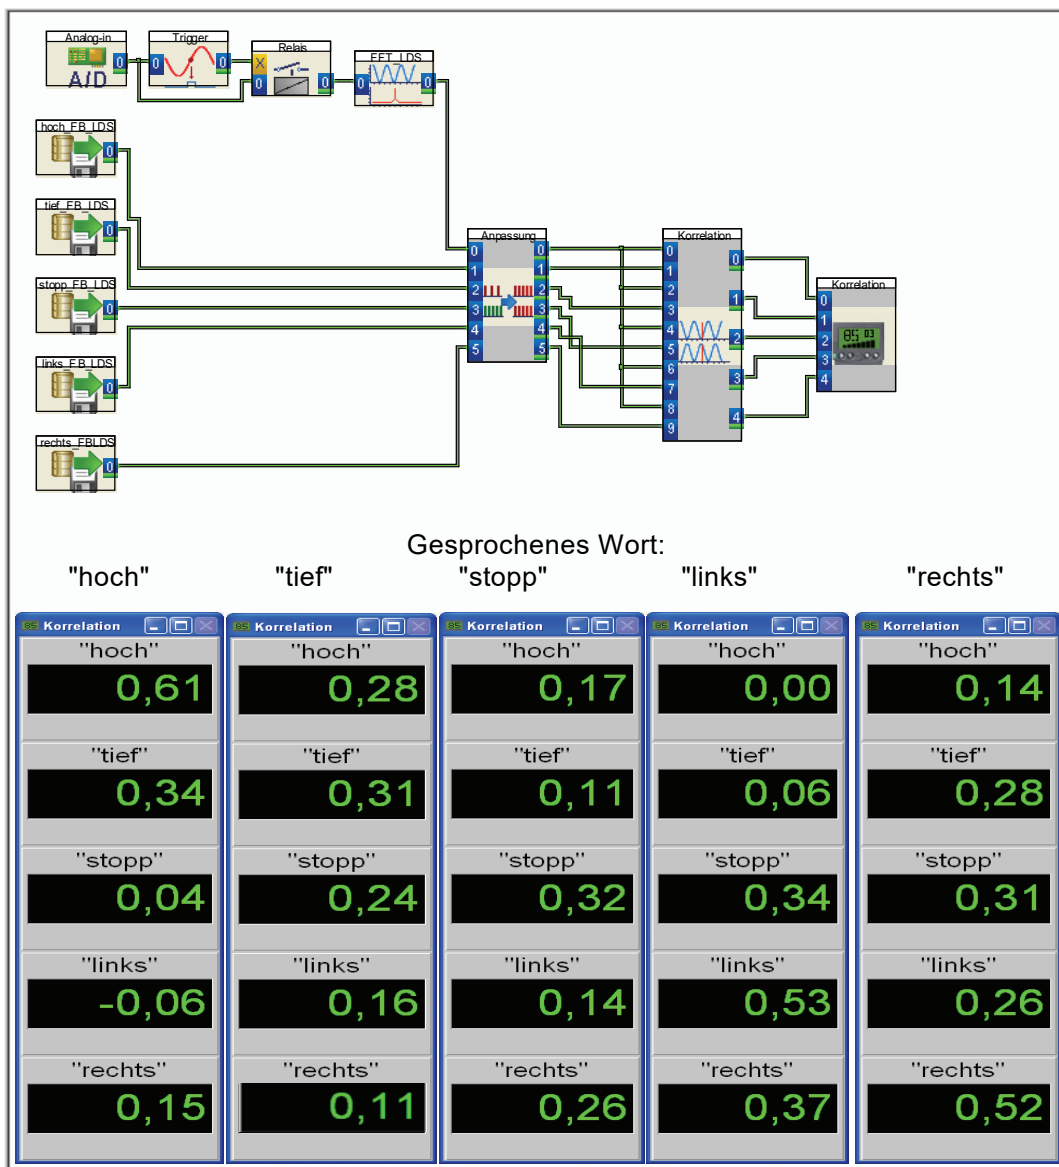 Analog-in
Trigger
Relais
FFT_LDS
A/D
0
0
0
X
0
0
0
0
hoch_FB_LDS
0
tief_FB_LDS
0
stopp_FB_LDS
0
links_FB_LDS
0
rechts_FBLDS
0
Anpassung
0 0
1 1
2 2
3 3
4 4
5 5
Korrelation
0
1
2
3
4
5
6
7
8
9
0
1
2
3
4
Korrelation
0
1
2
3
4
85 03
Gesprochenes Wort:
"hoch" "tief" "stopp" "links" "rechts"
85 Korrelation 85 Korrelation 85 Korrelation 85 Korrelation 85 Korrelation
"hoch" "hoch" "hoch" "hoch" "hoch"
0,61 0,28 0,17 0,00 0,14
"tief" "tief" "tief" "tief" "tief"
0,34 0,31 0,11 0,06 0,28
"stopp" "stopp" "stopp" "stopp" "stopp"
0,04 0,24 0,32 0,34 0,31
"links" "links" "links" "links" "links"
-0,06 0,16 0,14 0,53 0,26
"rechts" "rechts" "rechts" "rechts" "rechts"
0,15 0,11 0,26 0,37 0,52